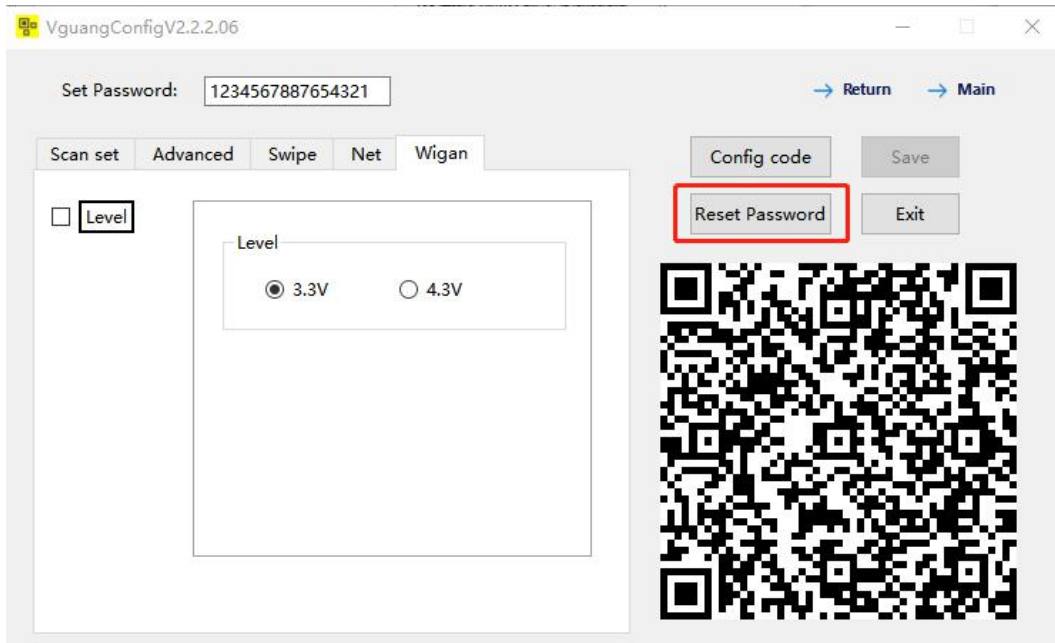 VguangConfigV2.2.2.06
Set Password: 1234567887654321 → Return → Main
Scan set Advanced Swipe Net Wigan
Config code Save
Level
Reset Password Exit
Level
3.3V 4.3V